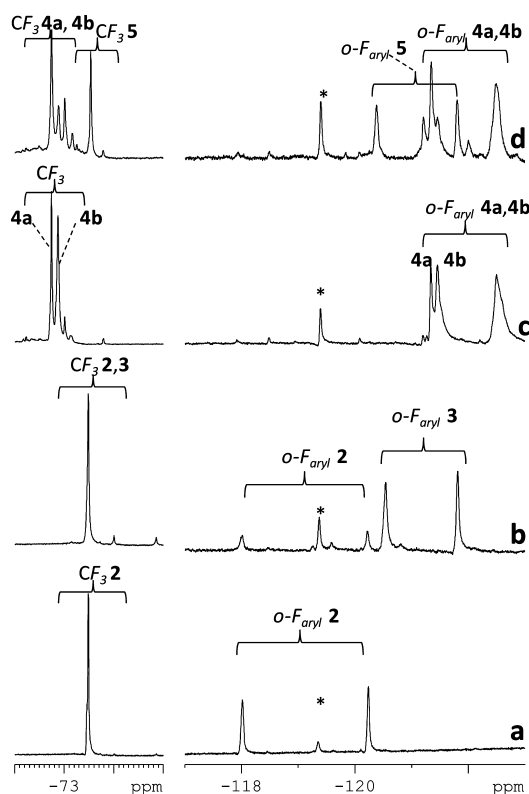 CF3 4a, 4b CF3 5
o-Faryl 5 o-Faryl 4a,4b
*
d
CF3
4a 4b
o-Faryl 4a,4b
4a 4b
*
c
CF3 2,3
o-Faryl 3
o-Faryl 2
*
b
CF3 2
o-Faryl 2
*
a
-73 ppm -118 -120 ppm